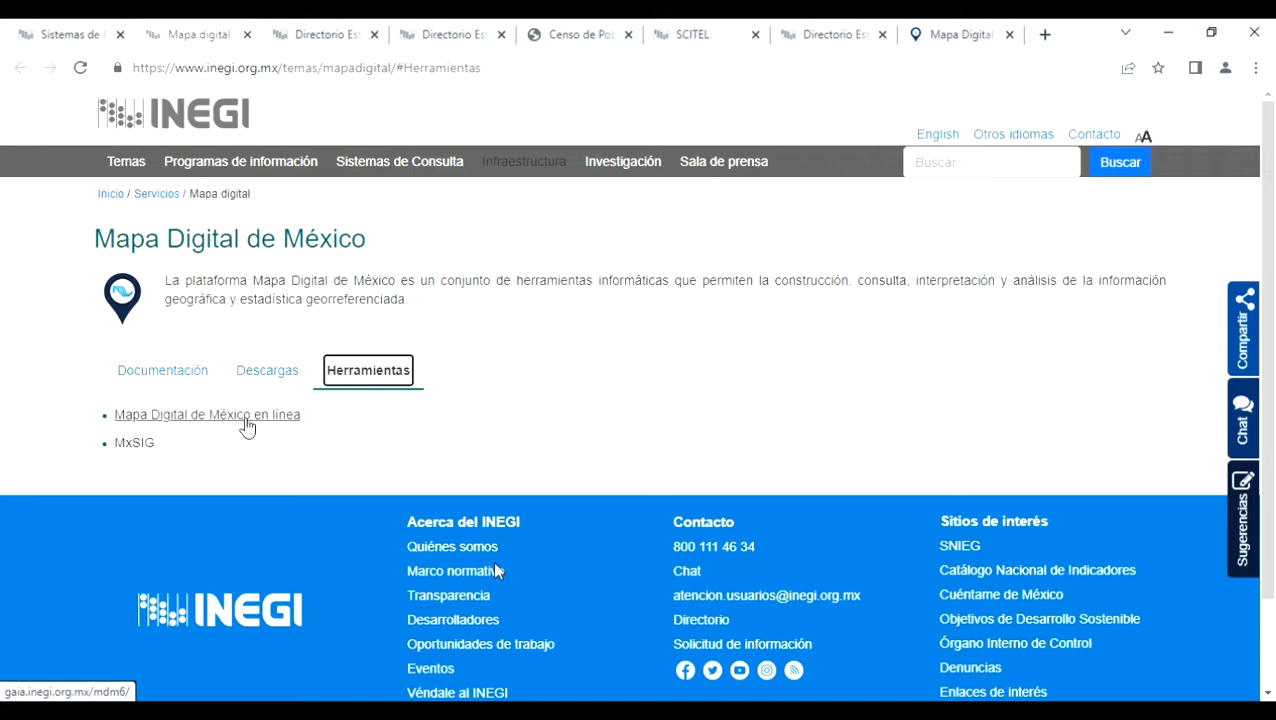 Sistemas de
Mapa digital
Directorio Es
Directorio Es
Censo de Pob
SCITEL
Directorio Es
Mapa Digital
https://www.inegi.org.mx/temas/mapadigital/#Herramientas
INEGI
English Otros idiomas Contacto AA
Temas Programas de información Sistemas de Consulta Infraestructura Investigación Sala de prensa Buscar... Buscar
Inicio / Servicios / Mapa digital
Mapa Digital de México
La plataforma Mapa Digital de México es un conjunto de herramientas informáticas que permiten la construcción, consulta, interpretación y análisis de la información
geográfica y estadística georreferenciada.
Documentación Descargas Herramientas
Mapa Digital de México en línea
MxSIG
Compartir
Chat
Sugerencias
Acerca del INEGI
Quiénes somos
Marco normativo
Transparencia
Desarrolladores
Oportunidades de trabajo
Eventos
Véndale al INEGI
Contacto
800 111 46 34
Chat
atencion.usuarios@inegi.org.mx
Directorio
Solicitud de información
Sitios de interés
SNIEG
Catálogo Nacional de Indicadores
Cuéntame de México
Objetivos de Desarrollo Sostenible
Órgano Interno de Control
Denuncias
Enlaces de interés
INEGI
gaia.inegi.org.mx/mdm6/